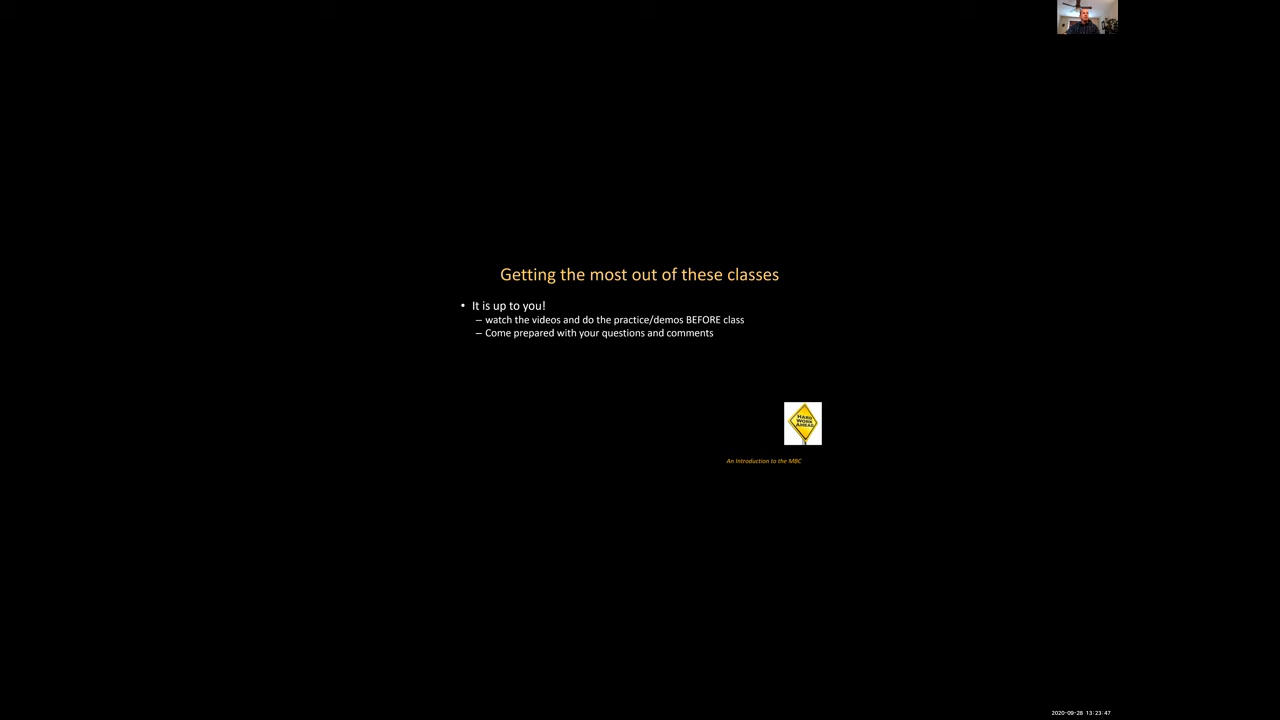 Getting the most out of these classes
• It is up to you!
– watch the videos and do the practice/demos BEFORE class
– Come prepared with your questions and comments
HARD
WORK
AHEAD
An Introduction to the MBC
2020-09-28 13:23:47